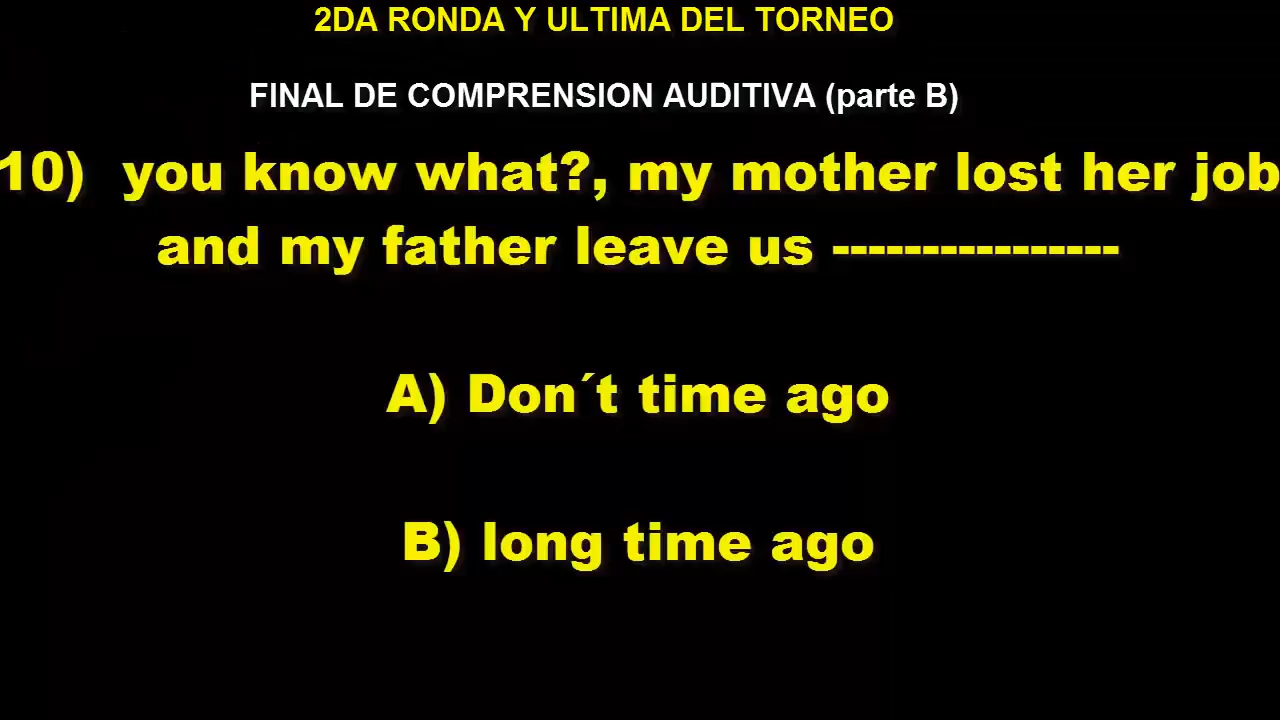 2DA RONDA Y ULTIMA DEL TORNEO
FINAL DE COMPRENSION AUDITIVA (parte B)
10) you know what?, my mother lost her job
and my father leave us ----------------
A) Don´t time ago
B) long time ago